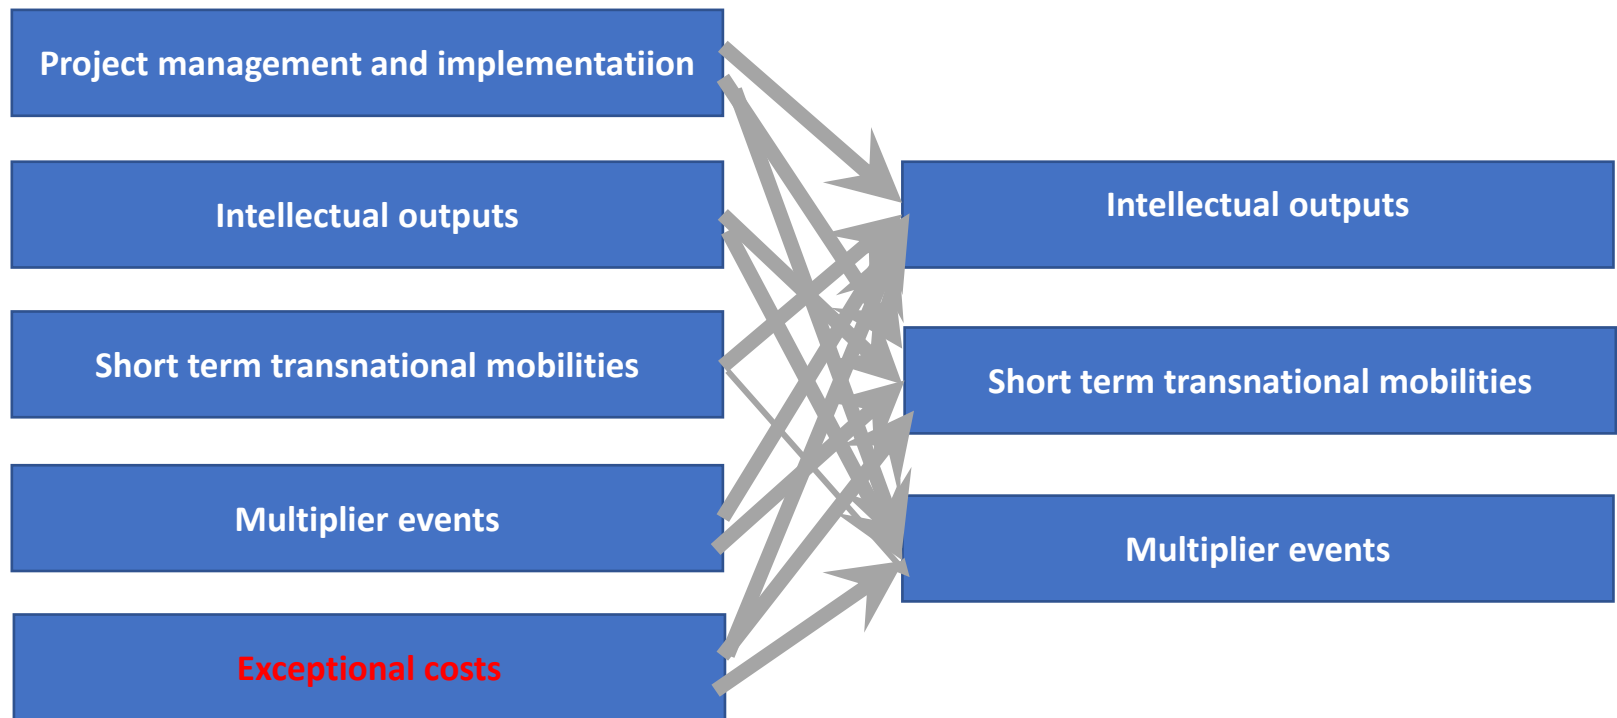 Project management and implementatiion
Intellectual outputs
Short term transnational mobilities
Multiplier events
Exceptional costs
Intellectual outputs
Short term transnational mobilities
Multiplier events